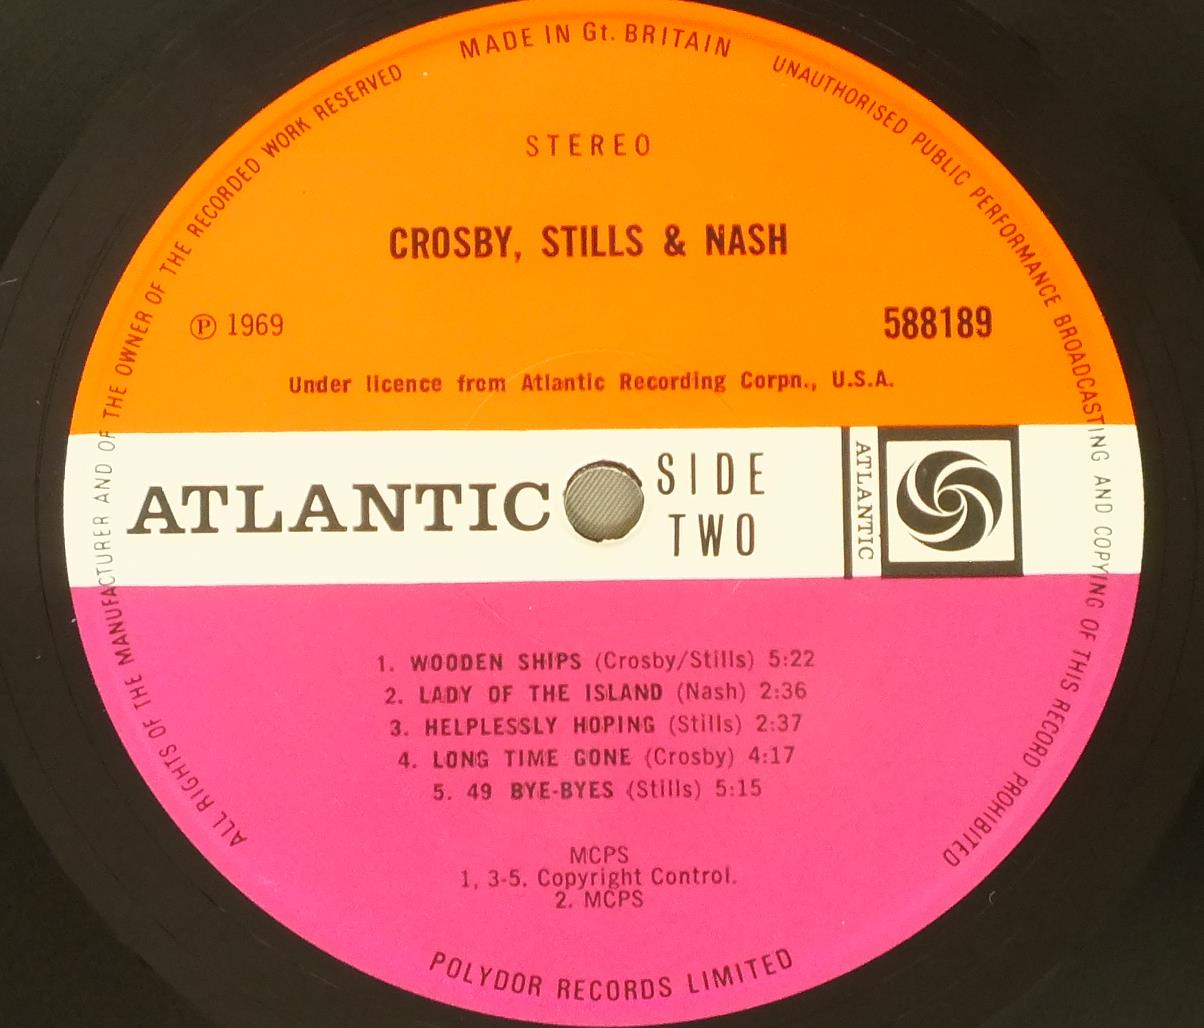 MADE IN Gt. BRITAIN
UNAUTHORISED PUBLIC PERFORMANCE BROADCASTING AND COPYING OF THIS RECORD PROHIBITED
ALL RIGHTS OF THE MANUFACTURER AND OF THE OWNER OF THE RECORDED WORK RESERVED
STEREO
CROSBY, STILLS & NASH
℗ 1969
588189
Under licence from Atlantic Recording Corpn., U.S.A.
ATLANTIC
SIDE
TWO
ATLANTIC
1. WOODEN SHIPS (Crosby/Stills) 5:22
2. LADY OF THE ISLAND (Nash) 2:36
3. HELPLESSLY HOPING (Stills) 2:37
4. LONG TIME GONE (Crosby) 4:17
5. 49 BYE-BYES (Stills) 5:15
MCPS
1, 3-5. Copyright Control.
2. MCPS
POLYDOR RECORDS LIMITED